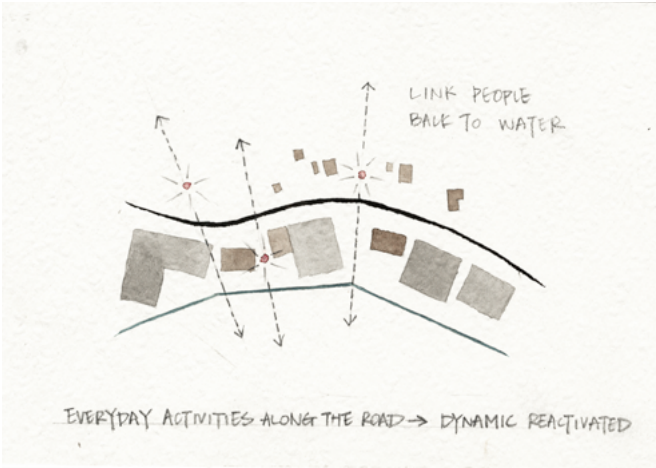 LINK PEOPLE
BACK TO WATER
EVERYDAY ACTIVITIES ALONG THE ROAD → DYNAMIC REACTIVATED